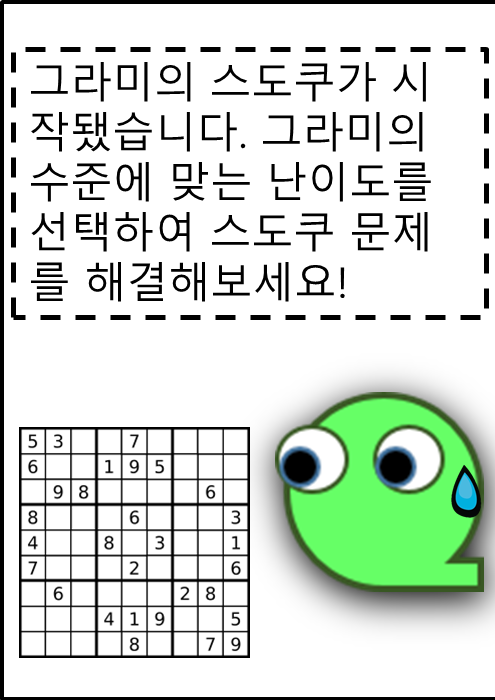 그라미의 스도쿠가 시
작됐습니다. 그라미의
수준에 맞는 난이도를
선택하여 스도쿠 문제
를 해결해보세요!
5 3 7
6 1 9 5
9 8 6
8 6 3
4 8 3 1
7 2 6
6 2 8
4 1 9 5
8 7 9